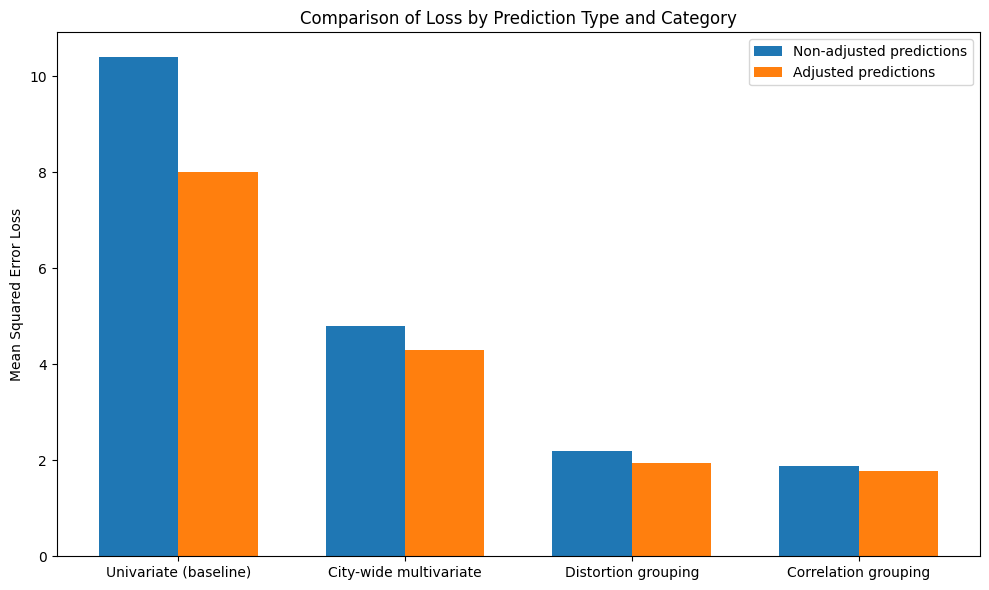 Comparison of Loss by Prediction Type and Category
Non-adjusted predictions
Adjusted predictions
Mean Squared Error Loss
10
8
6
4
2
0
Univariate (baseline)
City-wide multivariate
Distortion grouping
Correlation grouping